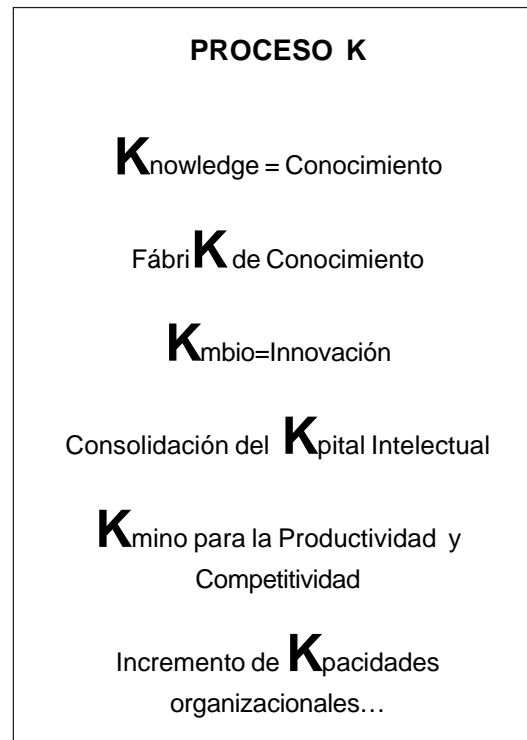 PROCESO K
Knowledge = Conocimiento
FábriK de Conocimiento
Kmbio=Innovación
Consolidación del Kpital Intelectual
Kmino para la Productividad y
Competitividad
Incremento de Kpacidades
organizacionales…